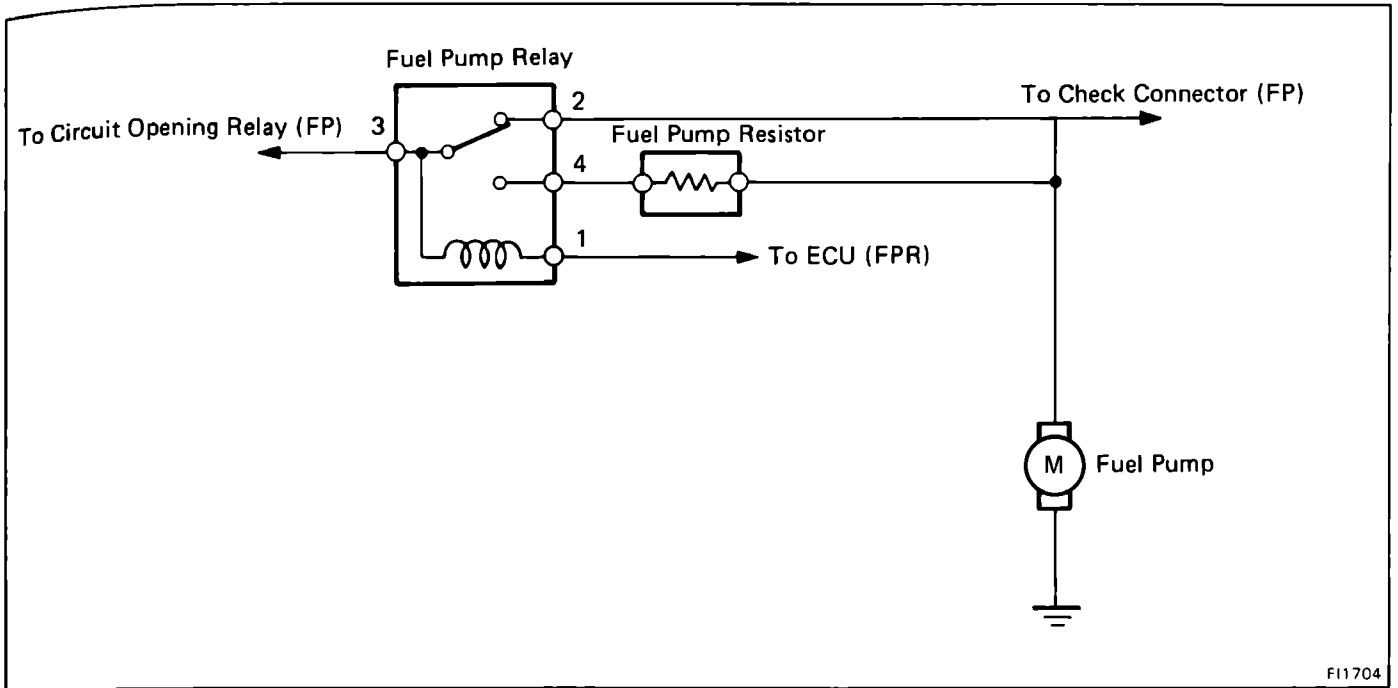 Fuel Pump Relay
2
To Check Connector (FP)
To Circuit Opening Relay (FP)
3
Fuel Pump Resistor
4
1
To ECU (FPR)
M
Fuel Pump
FI1704